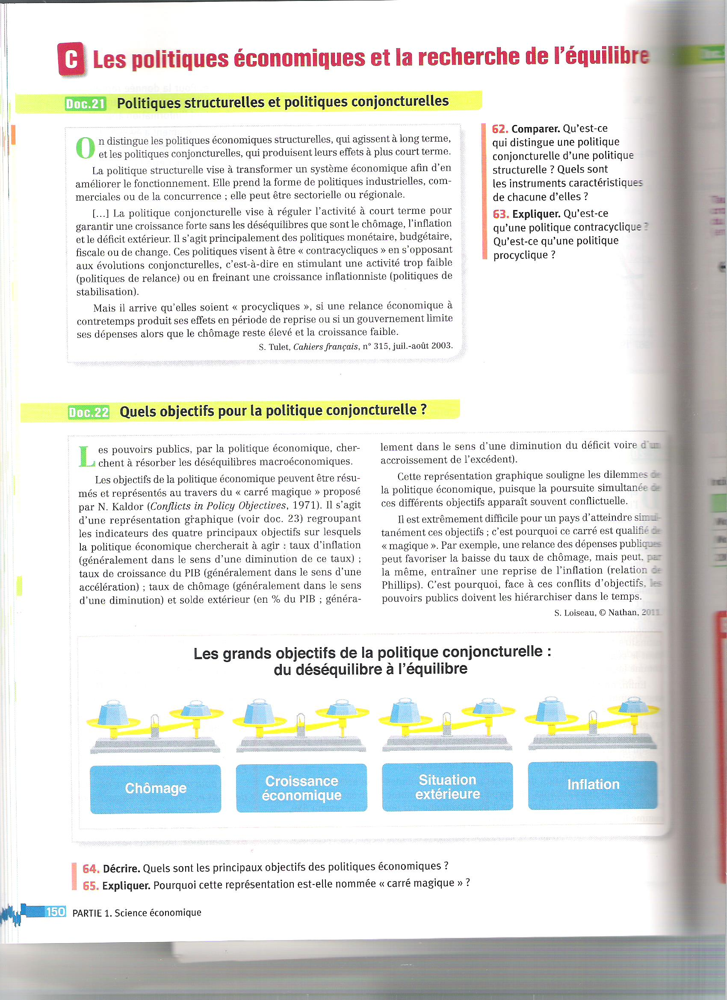 C Les politiques économiques et la recherche de l'équilibre
Doc.21 Politiques structurelles et politiques conjoncturelles
On distingue les politiques économiques structurelles, qui agissent à long terme,
et les politiques conjoncturelles, qui produisent leurs effets à plus court terme.
La politique structurelle vise à transformer un système économique afin d'en
améliorer le fonctionnement. Elle prend la forme de politiques industrielles, com-
merciales ou de la concurrence ; elle peut être sectorielle ou régionale.
[...] La politique conjoncturelle vise à réguler l'activité à court terme pour
garantir une croissance forte sans les déséquilibres que sont le chômage, l'inflation
et le déficit extérieur. Il s'agit principalement des politiques monétaire, budgétaire,
fiscale ou de change. Ces politiques visent à être « contracycliques » en s'opposant
aux évolutions conjoncturelles, c'est-à-dire en stimulant une activité trop faible
(politiques de relance) ou en freinant une croissance inflationniste (politiques de
stabilisation).
Mais il arrive qu'elles soient « procycliques », si une relance économique à
contretemps produit ses effets en période de reprise ou si un gouvernement limite
ses dépenses alors que le chômage reste élevé et la croissance faible.
S. Tulet, Cahiers français, n° 315, juil.-août 2003.
62. Comparer. Qu'est-ce
qui distingue une politique
conjoncturelle d'une politique
structurelle ? Quels sont
les instruments caractéristiques
de chacune d'elles ?
63. Expliquer. Qu'est-ce
qu'une politique contracyclique ?
Qu'est-ce qu'une politique
procyclique ?
Doc.22 Quels objectifs pour la politique conjoncturelle ?
Les pouvoirs publics, par la politique économique, cher-
chent à résorber les déséquilibres macroéconomiques.
Les objectifs de la politique économique peuvent être résu-
més et représentés au travers du « carré magique » proposé
par N. Kaldor (Conflicts in Policy Objectives, 1971). Il s'agit
d'une représentation graphique (voir doc. 23) regroupant
les indicateurs des quatre principaux objectifs sur lesquels
la politique économique chercherait à agir : taux d'inflation
(généralement dans le sens d'une diminution de ce taux) ;
taux de croissance du PIB (généralement dans le sens d'une
accélération) ; taux de chômage (généralement dans le sens
d'une diminution) et solde extérieur (en % du PIB ; généra-
lement dans le sens d'une diminution du déficit voire d'un
accroissement de l'excédent).
Cette représentation graphique souligne les dilemmes de
la politique économique, puisque la poursuite simultanée de
ces différents objectifs apparaît souvent conflictuelle.
Il est extrêmement difficile pour un pays d'atteindre simul-
tanément ces objectifs ; c'est pourquoi ce carré est qualifié de
« magique ». Par exemple, une relance des dépenses publiques
peut favoriser la baisse du taux de chômage, mais peut, par
la même, entraîner une reprise de l'inflation (relation de
Phillips). C'est pourquoi, face à ces conflits d'objectifs, les
pouvoirs publics doivent les hiérarchiser dans le temps.
S. Loiseau, © Nathan, 2011.
Les grands objectifs de la politique conjoncturelle :
du déséquilibre à l'équilibre
Chômage
Croissance
économique
Situation
extérieure
Inflation
64. Décrire. Quels sont les principaux objectifs des politiques économiques ?
65. Expliquer. Pourquoi cette représentation est-elle nommée « carré magique » ?
150 PARTIE 1. Science économique